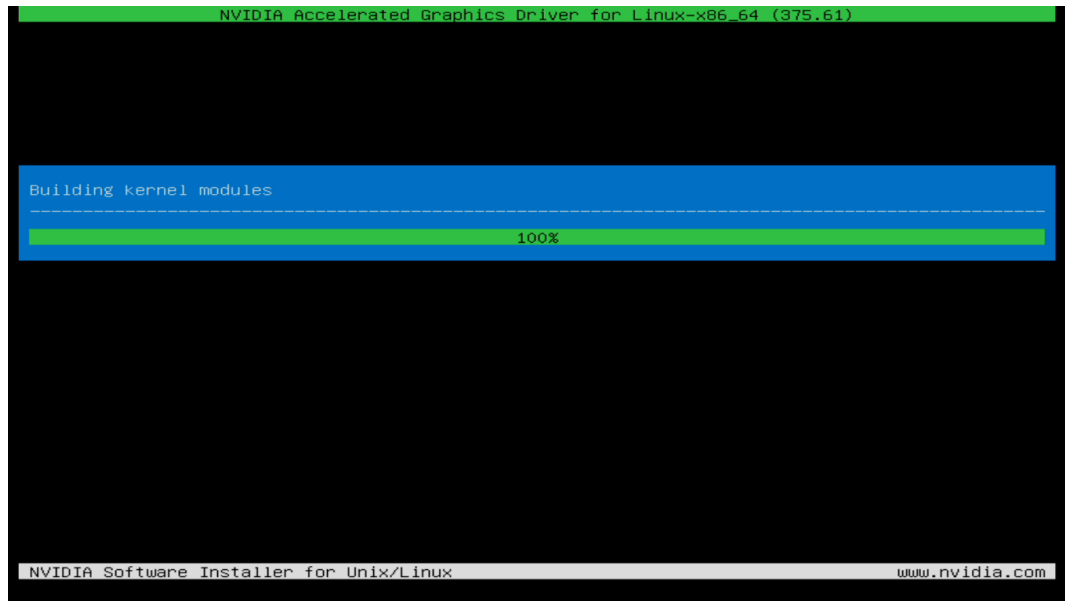 NVIDIA Accelerated Graphics Driver for Linux-x86_64 (375.61)
Building kernel modules
100%
NVIDIA Software Installer for Unix/Linux www.nvidia.com